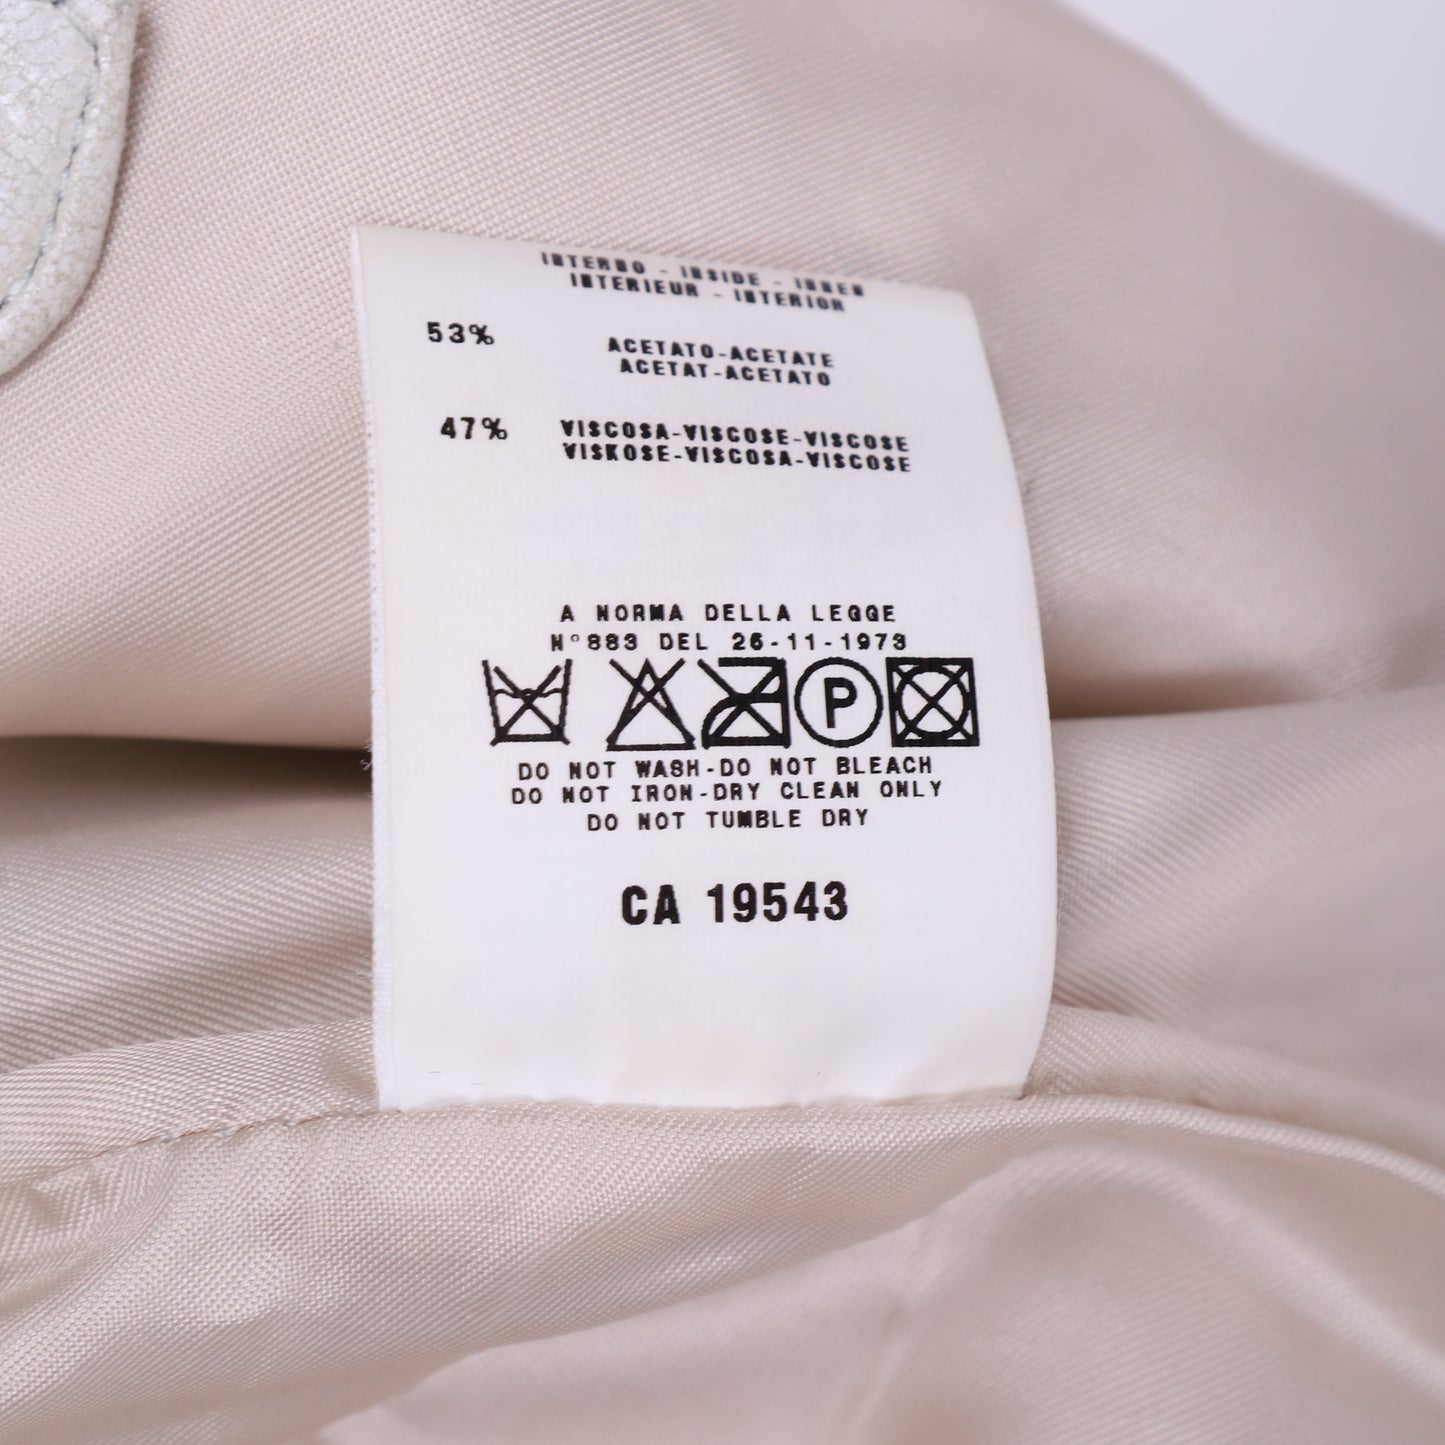 INTERNO - INSIDE - INNEN
INTERIEUR - INTERIOR
53% ACETATO-ACETATE
ACETAT-ACETATO
47% VISCOSA-VISCOSE-VISCOSE
VISKOSE-VISCOSA-VISCOSE
A NORMA DELLA LEGGE
N°883 DEL 26-11-1973
P
DO NOT WASH-DO NOT BLEACH
DO NOT IRON-DRY CLEAN ONLY
DO NOT TUMBLE DRY
CA 19543